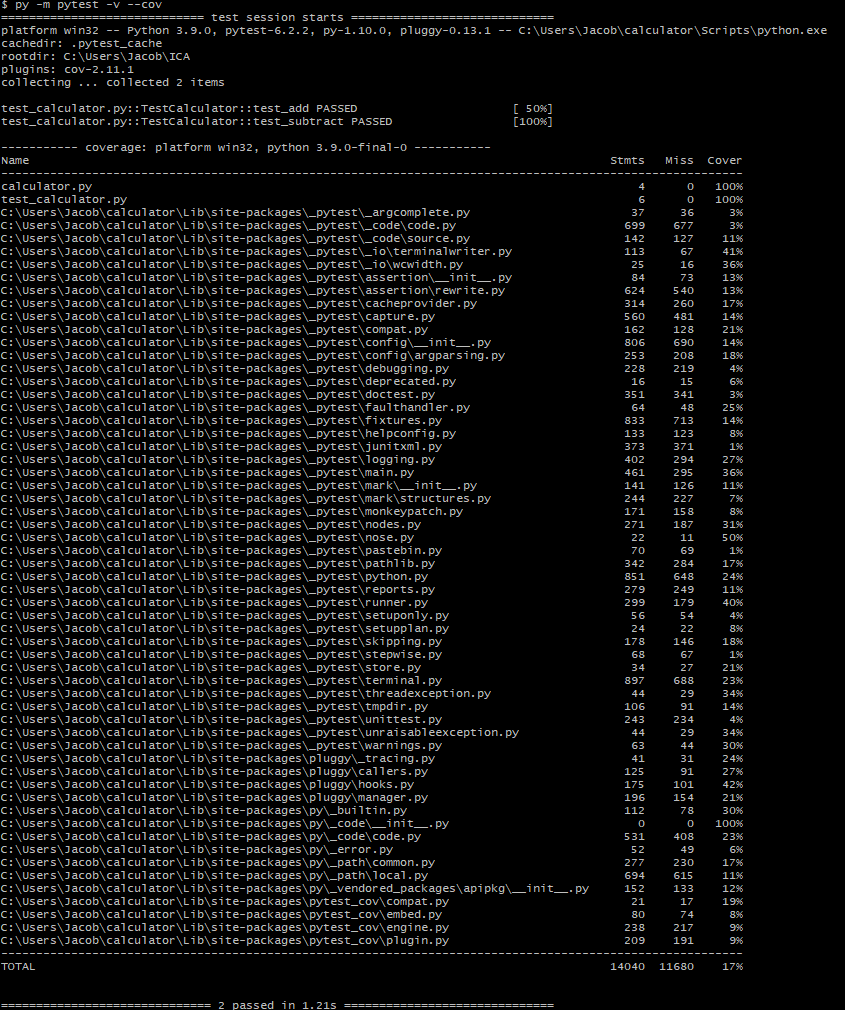 $ py -m pytest -v --cov
============================= test session starts =============================
platform win32 -- Python 3.9.0, pytest-6.2.2, py-1.10.0, pluggy-0.13.1 -- C:\Users\Jacob\calculator\Scripts\python.exe
cachedir: .pytest_cache
rootdir: C:\Users\Jacob\ICA
plugins: cov-2.11.1
collecting ... collected 2 items
test_calculator.py::TestCalculator::test_add PASSED [ 50%]
test_calculator.py::TestCalculator::test_subtract PASSED [100%]
----------- coverage: platform win32, python 3.9.0-final-0 -----------
Name Stmts Miss Cover
----------------------------------------------------------------------------------------------------------
calculator.py 4 0 100%
test_calculator.py 6 0 100%
C:\Users\Jacob\calculator\Lib\site-packages\_pytest\_argcomplete.py 37 36 3%
C:\Users\Jacob\calculator\Lib\site-packages\_pytest\_code\code.py 699 677 3%
C:\Users\Jacob\calculator\Lib\site-packages\_pytest\_code\source.py 142 127 11%
C:\Users\Jacob\calculator\Lib\site-packages\_pytest\_io\terminalwriter.py 113 67 41%
C:\Users\Jacob\calculator\Lib\site-packages\_pytest\_io\wcwidth.py 25 16 36%
C:\Users\Jacob\calculator\Lib\site-packages\_pytest\assertion\__init__.py 84 73 13%
C:\Users\Jacob\calculator\Lib\site-packages\_pytest\assertion\rewrite.py 624 540 13%
C:\Users\Jacob\calculator\Lib\site-packages\_pytest\cacheprovider.py 314 260 17%
C:\Users\Jacob\calculator\Lib\site-packages\_pytest\capture.py 560 481 14%
C:\Users\Jacob\calculator\Lib\site-packages\_pytest\compat.py 162 128 21%
C:\Users\Jacob\calculator\Lib\site-packages\_pytest\config\__init__.py 806 690 14%
C:\Users\Jacob\calculator\Lib\site-packages\_pytest\config\argparsing.py 253 208 18%
C:\Users\Jacob\calculator\Lib\site-packages\_pytest\debugging.py 228 219 4%
C:\Users\Jacob\calculator\Lib\site-packages\_pytest\deprecated.py 16 15 6%
C:\Users\Jacob\calculator\Lib\site-packages\_pytest\doctest.py 351 341 3%
C:\Users\Jacob\calculator\Lib\site-packages\_pytest\faulthandler.py 64 48 25%
C:\Users\Jacob\calculator\Lib\site-packages\_pytest\fixtures.py 833 713 14%
C:\Users\Jacob\calculator\Lib\site-packages\_pytest\helpconfig.py 133 123 8%
C:\Users\Jacob\calculator\Lib\site-packages\_pytest\junitxml.py 373 371 1%
C:\Users\Jacob\calculator\Lib\site-packages\_pytest\logging.py 402 294 27%
C:\Users\Jacob\calculator\Lib\site-packages\_pytest\main.py 461 295 36%
C:\Users\Jacob\calculator\Lib\site-packages\_pytest\mark\__init__.py 141 126 11%
C:\Users\Jacob\calculator\Lib\site-packages\_pytest\mark\structures.py 244 227 7%
C:\Users\Jacob\calculator\Lib\site-packages\_pytest\monkeypatch.py 171 158 8%
C:\Users\Jacob\calculator\Lib\site-packages\_pytest\nodes.py 271 187 31%
C:\Users\Jacob\calculator\Lib\site-packages\_pytest\nose.py 22 11 50%
C:\Users\Jacob\calculator\Lib\site-packages\_pytest\pastebin.py 70 69 1%
C:\Users\Jacob\calculator\Lib\site-packages\_pytest\pathlib.py 342 284 17%
C:\Users\Jacob\calculator\Lib\site-packages\_pytest\python.py 851 648 24%
C:\Users\Jacob\calculator\Lib\site-packages\_pytest\reports.py 279 249 11%
C:\Users\Jacob\calculator\Lib\site-packages\_pytest\runner.py 299 179 40%
C:\Users\Jacob\calculator\Lib\site-packages\_pytest\setuponly.py 56 54 4%
C:\Users\Jacob\calculator\Lib\site-packages\_pytest\setupplan.py 24 22 8%
C:\Users\Jacob\calculator\Lib\site-packages\_pytest\skipping.py 178 146 18%
C:\Users\Jacob\calculator\Lib\site-packages\_pytest\stepwise.py 68 67 1%
C:\Users\Jacob\calculator\Lib\site-packages\_pytest\store.py 34 27 21%
C:\Users\Jacob\calculator\Lib\site-packages\_pytest\terminal.py 897 688 23%
C:\Users\Jacob\calculator\Lib\site-packages\_pytest\threadexception.py 44 29 34%
C:\Users\Jacob\calculator\Lib\site-packages\_pytest\tmpdir.py 106 91 14%
C:\Users\Jacob\calculator\Lib\site-packages\_pytest\unittest.py 243 234 4%
C:\Users\Jacob\calculator\Lib\site-packages\_pytest\unraisableexception.py 44 29 34%
C:\Users\Jacob\calculator\Lib\site-packages\_pytest\warnings.py 63 44 30%
C:\Users\Jacob\calculator\Lib\site-packages\pluggy\_tracing.py 41 31 24%
C:\Users\Jacob\calculator\Lib\site-packages\pluggy\callers.py 125 91 27%
C:\Users\Jacob\calculator\Lib\site-packages\pluggy\hooks.py 175 101 42%
C:\Users\Jacob\calculator\Lib\site-packages\pluggy\manager.py 196 154 21%
C:\Users\Jacob\calculator\Lib\site-packages\py\_builtin.py 112 78 30%
C:\Users\Jacob\calculator\Lib\site-packages\py\_code\__init__.py 0 0 100%
C:\Users\Jacob\calculator\Lib\site-packages\py\_code\code.py 531 408 23%
C:\Users\Jacob\calculator\Lib\site-packages\py\_error.py 52 49 6%
C:\Users\Jacob\calculator\Lib\site-packages\py\_path\common.py 277 230 17%
C:\Users\Jacob\calculator\Lib\site-packages\py\_path\local.py 694 615 11%
C:\Users\Jacob\calculator\Lib\site-packages\py\_vendored_packages\apipkg\__init__.py 152 133 12%
C:\Users\Jacob\calculator\Lib\site-packages\pytest_cov\compat.py 21 17 19%
C:\Users\Jacob\calculator\Lib\site-packages\pytest_cov\embed.py 80 74 8%
C:\Users\Jacob\calculator\Lib\site-packages\pytest_cov\engine.py 238 217 9%
C:\Users\Jacob\calculator\Lib\site-packages\pytest_cov\plugin.py 209 191 9%
----------------------------------------------------------------------------------------------------------
TOTAL 14040 11680 17%
============================== 2 passed in 1.21s ==============================